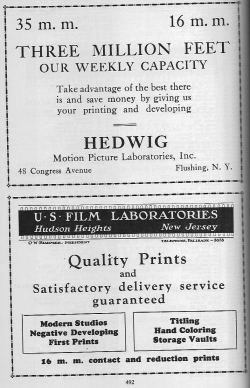 35 m. m. 16 m. m.
THREE MILLION FEET
OUR WEEKLY CAPACITY
Take advantage of the best there
is and save money by giving us
your printing and developing
HEDWIG
Motion Picture Laboratories, Inc.
48 Congress Avenue Flushing, N. Y.
U·S·FILM LABORATORIES
Hudson Heights New Jersey
PRESIDENT TELEPHONE, PALISADE
Quality Prints
and
Satisfactory delivery service
guaranteed
Modern Studios
Negative Developing
First Prints
Titling
Hand Coloring
Storage Vaults
16 m. m. contact and reduction prints
492